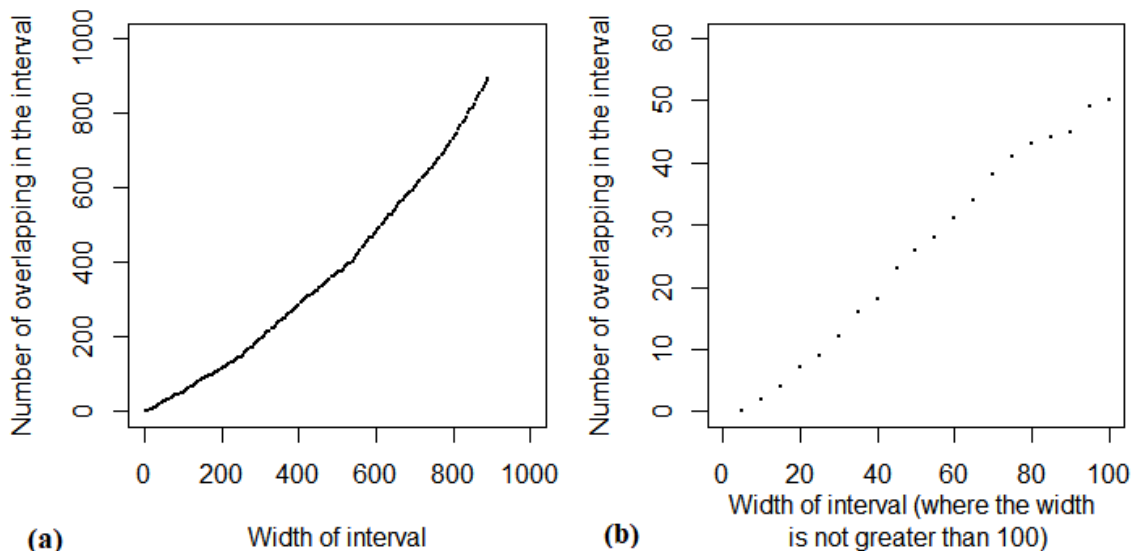 Number of overlapping in the interval
1000
800
600
400
200
0
0 200 400 600 800 1000
Width of interval
(a)
Number of overlapping in the interval
60
50
40
30
20
10
0
0 20 40 60 80 100
Width of interval (where the width
is not greater than 100)
(b)